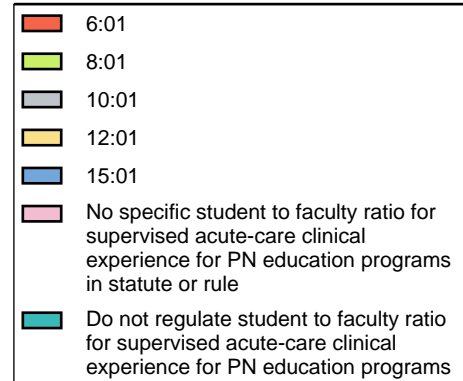 6:01
8:01
10:01
12:01
15:01
No specific student to faculty ratio for
supervised acute-care clinical
experience for PN education programs
in statute or rule
Do not regulate student to faculty ratio
for supervised acute-care clinical
experience for PN education programs